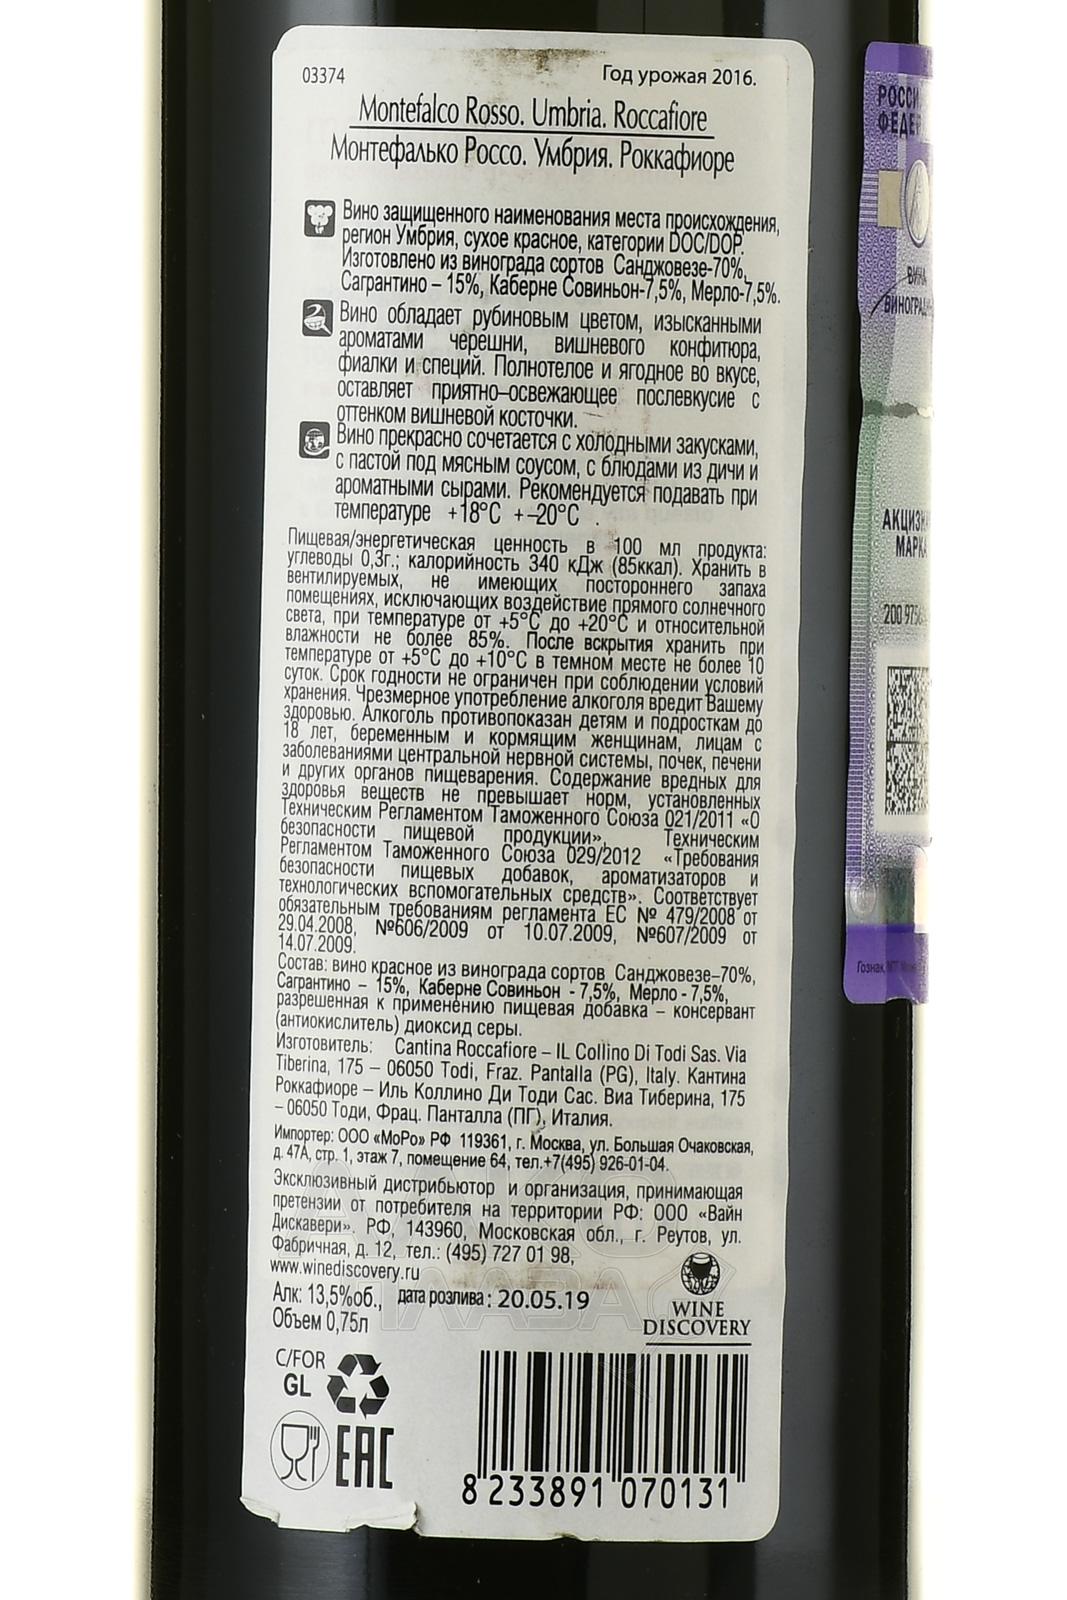 03374
Год урожая 2016.
Montefalco Rosso. Umbria. Roccafiore
Монтефалько Россо. Умбрия. Роккафиоре
Вино защищенного наименования места происхождения,
регион Умбрия, сухое красное, категории DOC/DOP.
Изготовлено из винограда сортов Санджовезе-70%,
Сагрантино – 15%, Каберне Совиньон-7,5%, Мерло-7,5%.
Вино обладает рубиновым цветом, изысканными
ароматами черешни, вишневого конфитюра,
фиалки и специй. Полнотелое и ягодное во вкусе,
оставляет приятно–освежающее послевкусие с
оттенком вишневой косточки.
Вино прекрасно сочетается с холодными закусками,
с пастой под мясным соусом, с блюдами из дичи и
ароматными сырами. Рекомендуется подавать при
температуре +18°C +–20°C .
Пищевая/энергетическая ценность в 100 мл продукта:
углеводы 0,3г.; калорийность 340 кДж (85ккал). Хранить в
вентилируемых, не имеющих постороннего запаха
помещениях, исключающих воздействие прямого солнечного
света, при температуре от +5°C до +20°C и относительной
влажности не более 85%. После вскрытия хранить при
температуре от +5°C до +10°C в темном месте не более 10
суток. Срок годности не ограничен при соблюдении условий
хранения. Чрезмерное употребление алкоголя вредит Вашему
здоровью. Алкоголь противопоказан детям и подросткам до
18 лет, беременным и кормящим женщинам, лицам с
заболеваниями центральной нервной системы, почек, печени
и других органов пищеварения. Содержание вредных для
здоровья веществ не превышает норм, установленных
Техническим Регламентом Таможенного Союза 021/2011 «О
безопасности пищевой продукции», Техническим
Регламентом Таможенного Союза 029/2012 «Требования
безопасности пищевых добавок, ароматизаторов и
технологических вспомогательных средств». Соответствует
обязательным требованиям регламента ЕС № 479/2008 от
29.04.2008, №606/2009 от 10.07.2009, №607/2009 от
14.07.2009.
Состав: вино красное из винограда сортов Санджовезе–70%,
Сагрантино – 15%, Каберне Совиньон - 7,5%, Мерло - 7,5%,
разрешенная к применению пищевая добавка – консервант
(антиокислитель) диоксид серы.
Изготовитель: Cantina Roccafiore – IL Collino Di Todi Sas. Via
Tiberina, 175 – 06050 Todi, Fraz. Pantalla (PG), Italy. Кантина
Роккафиоре – Иль Коллино Ди Тоди Сас. Виа Тиберина, 175
– 06050 Тоди, Фрац. Панталла (ПГ), Италия.
Импортер: ООО «МоРо» РФ 119361, г. Москва, ул. Большая Очаковская,
д. 47А, стр. 1, этаж 7, помещение 64, тел.+7(495) 926-01-04.
Эксклюзивный дистрибьютор и организация, принимающая
претензии от потребителя на территории РФ: ООО «Вайн
Дискавери». РФ, 143960, Московская обл., г. Реутов, ул.
Фабричная, д. 12, тел.: (495) 727 01 98,
www.winediscovery.ru
Алк: 13,5%об., дата розлива : 20.05.19
Объем 0,75л
WINE
DISCOVERY
C/FOR
GL
EAC
8 233891 070131
АЛКО
ПЛАЗА
РОССИ
ФЕДЕР
ВИНА
ВИНОГРАДН
АКЦИЗН
МАРКА
Гознак